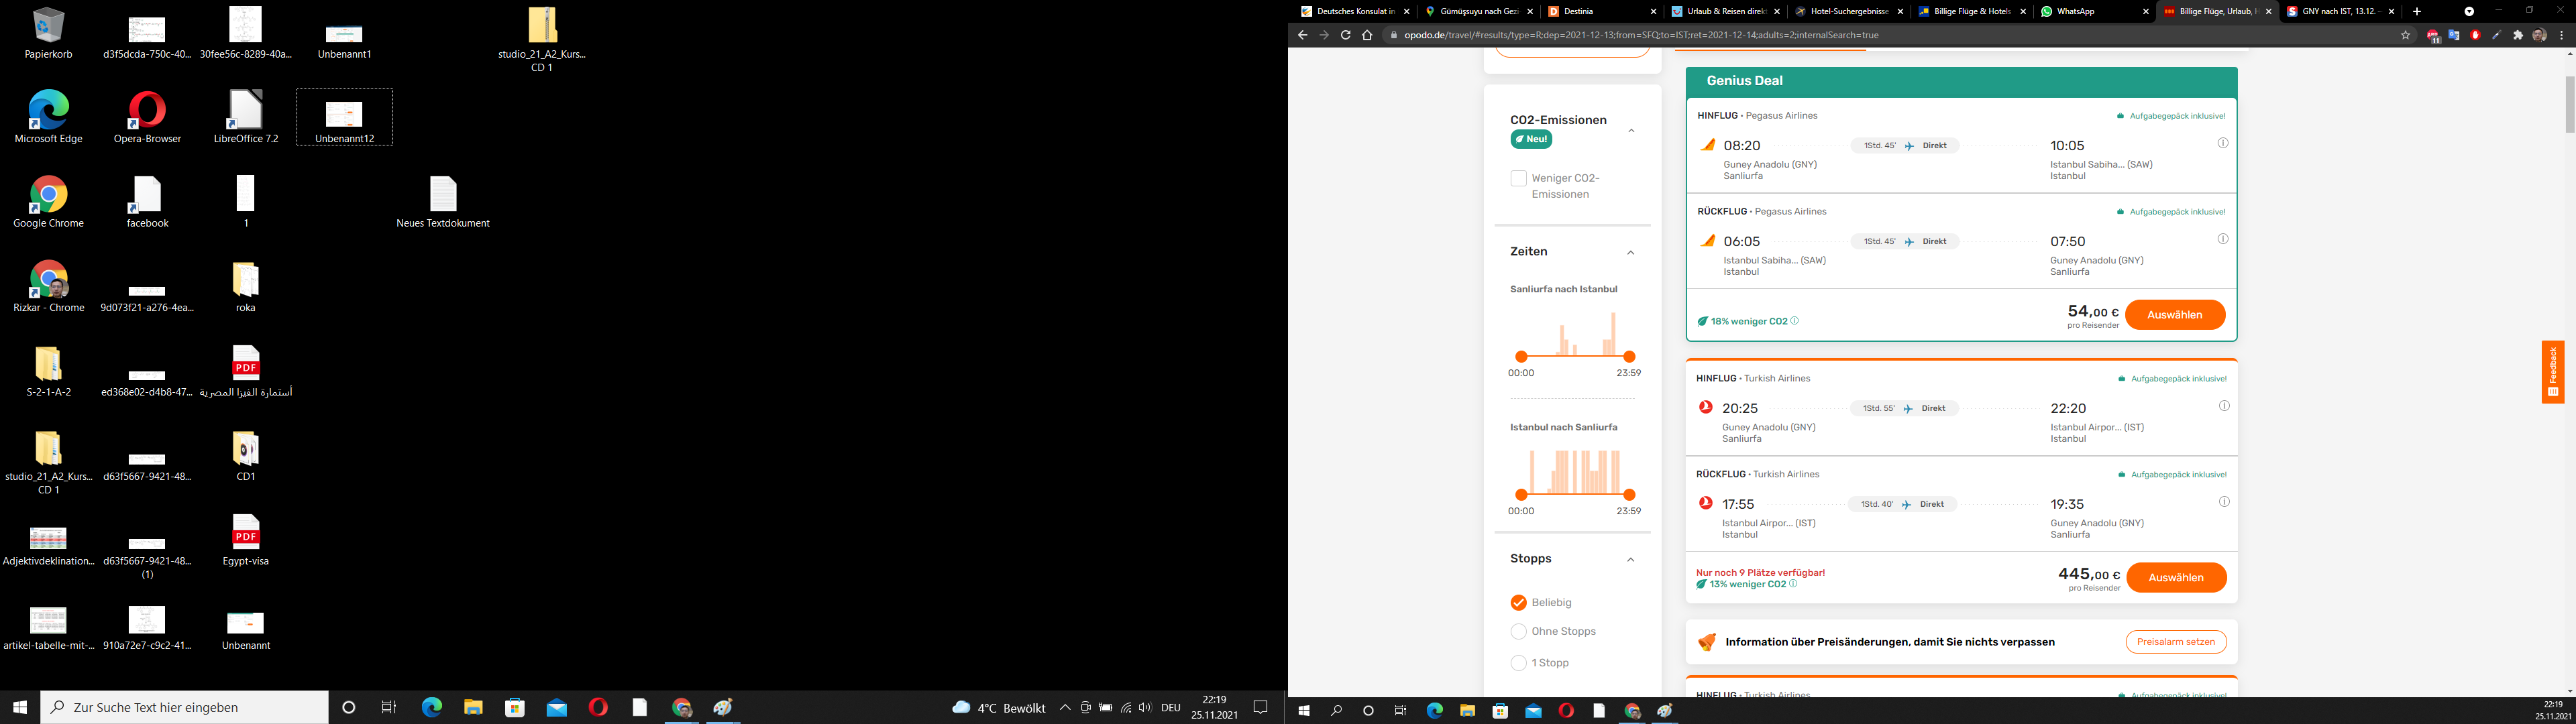 Papierkorb
d3f5dcda-750c-40...
30fee56c-8289-40a...
Unbenannt1
studio_21_A2_Kurs...
CD 1
Microsoft Edge
Opera-Browser
LibreOffice 7.2
Unbenannt12
Google Chrome
facebook
1
Neues Textdokument
Rizkar - Chrome
9d073f21-a276-4ea...
roka
PDF
S-2-1-A-2
ed368e02-d4b8-47...
أستمارة الفيزا المصرية
studio_21_A2_Kurs...
CD 1
d63f5667-9421-48...
CD1
PDF
Adjektivdeklination...
d63f5667-9421-48...
(1)
Egypt-visa
artikel-tabelle-mit-...
910a72e7-c9c2-41...
Unbenannt
Zur Suche Text hier eingeben
4°C Bewölkt
DEU
22:19
25.11.2021
Deutsches Konsulat in
Gümüşsuyu nach Gezi
Destinia
Urlaub & Reisen direkt
Hotel-Suchergebnisse
Billige Flüge & Hotels
WhatsApp
Billige Flüge, Urlaub, H
GNY nach IST, 13.12. –
opodo.de/travel/#results/type=R;dep=2021-12-13;from=SFQ;to=IST;ret=2021-12-14;adults=2;internalSearch=true
11
CO2-Emissionen
Neu!
Weniger CO2-
Emissionen
Zeiten
Sanliurfa nach Istanbul
00:00
23:59
Istanbul nach Sanliurfa
00:00
23:59
Stopps
Beliebig
Ohne Stopps
1 Stopp
Genius Deal
HINFLUG • Pegasus Airlines
Aufgabegepäck inklusive!
08:20
1Std. 45' Direkt
10:05
Guney Anadolu (GNY)
Istanbul Sabiha... (SAW)
Sanliurfa
Istanbul
RÜCKFLUG • Pegasus Airlines
Aufgabegepäck inklusive!
06:05
1Std. 45' Direkt
07:50
Istanbul Sabiha... (SAW)
Guney Anadolu (GNY)
Istanbul
Sanliurfa
18% weniger CO2
54,00 €
pro Reisender
Auswählen
HINFLUG • Turkish Airlines
Aufgabegepäck inklusive!
20:25
1Std. 55' Direkt
22:20
Guney Anadolu (GNY)
Istanbul Airpor... (IST)
Sanliurfa
Istanbul
RÜCKFLUG • Turkish Airlines
Aufgabegepäck inklusive!
17:55
1Std. 40' Direkt
19:35
Istanbul Airpor... (IST)
Guney Anadolu (GNY)
Istanbul
Sanliurfa
Nur noch 9 Plätze verfügbar!
13% weniger CO2
445,00 €
pro Reisender
Auswählen
Information über Preisänderungen, damit Sie nichts verpassen
Preisalarm setzen
HINFLUG • Turkish Airlines
Aufgabegepäck inklusive!
Feedback
22:19
25.11.2021